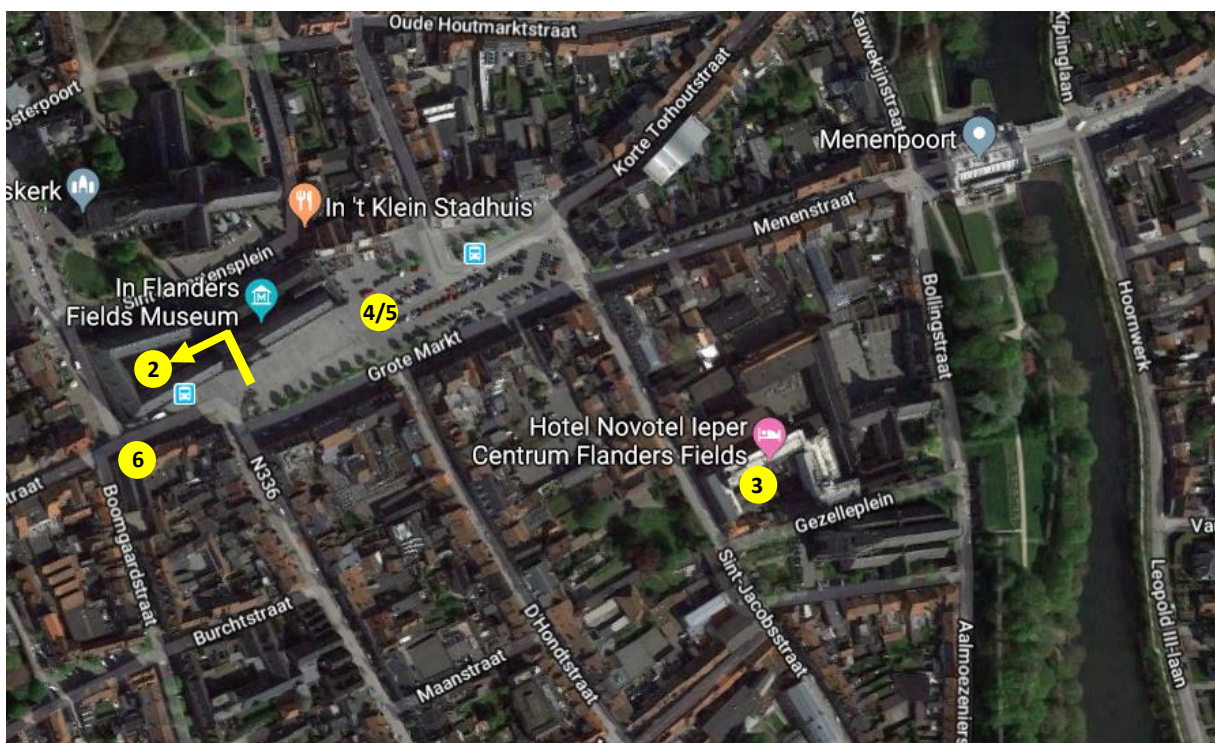 Oude Houtmarktstraat
Kauwekijnstraat
Kiplinglaan
osterpoort
Korte Torhoutstraat
Menenpoort
skerk
In 't Klein Stadhuis
Menenstraat
In Flanders
Fields Museum
4/5
Grote Markt
Bollingstraat
Hoornwerk
2
Hotel Novotel Ieper
Centrum Flanders Fields
6
N336
3
straat
Boomgaardstraat
Gezelleplein
Va
Sint-Jacobsstraat
Burchtstraat
D'Hondtstraat
Maanstraat
Aalmoezeniers
Leopold III-laan